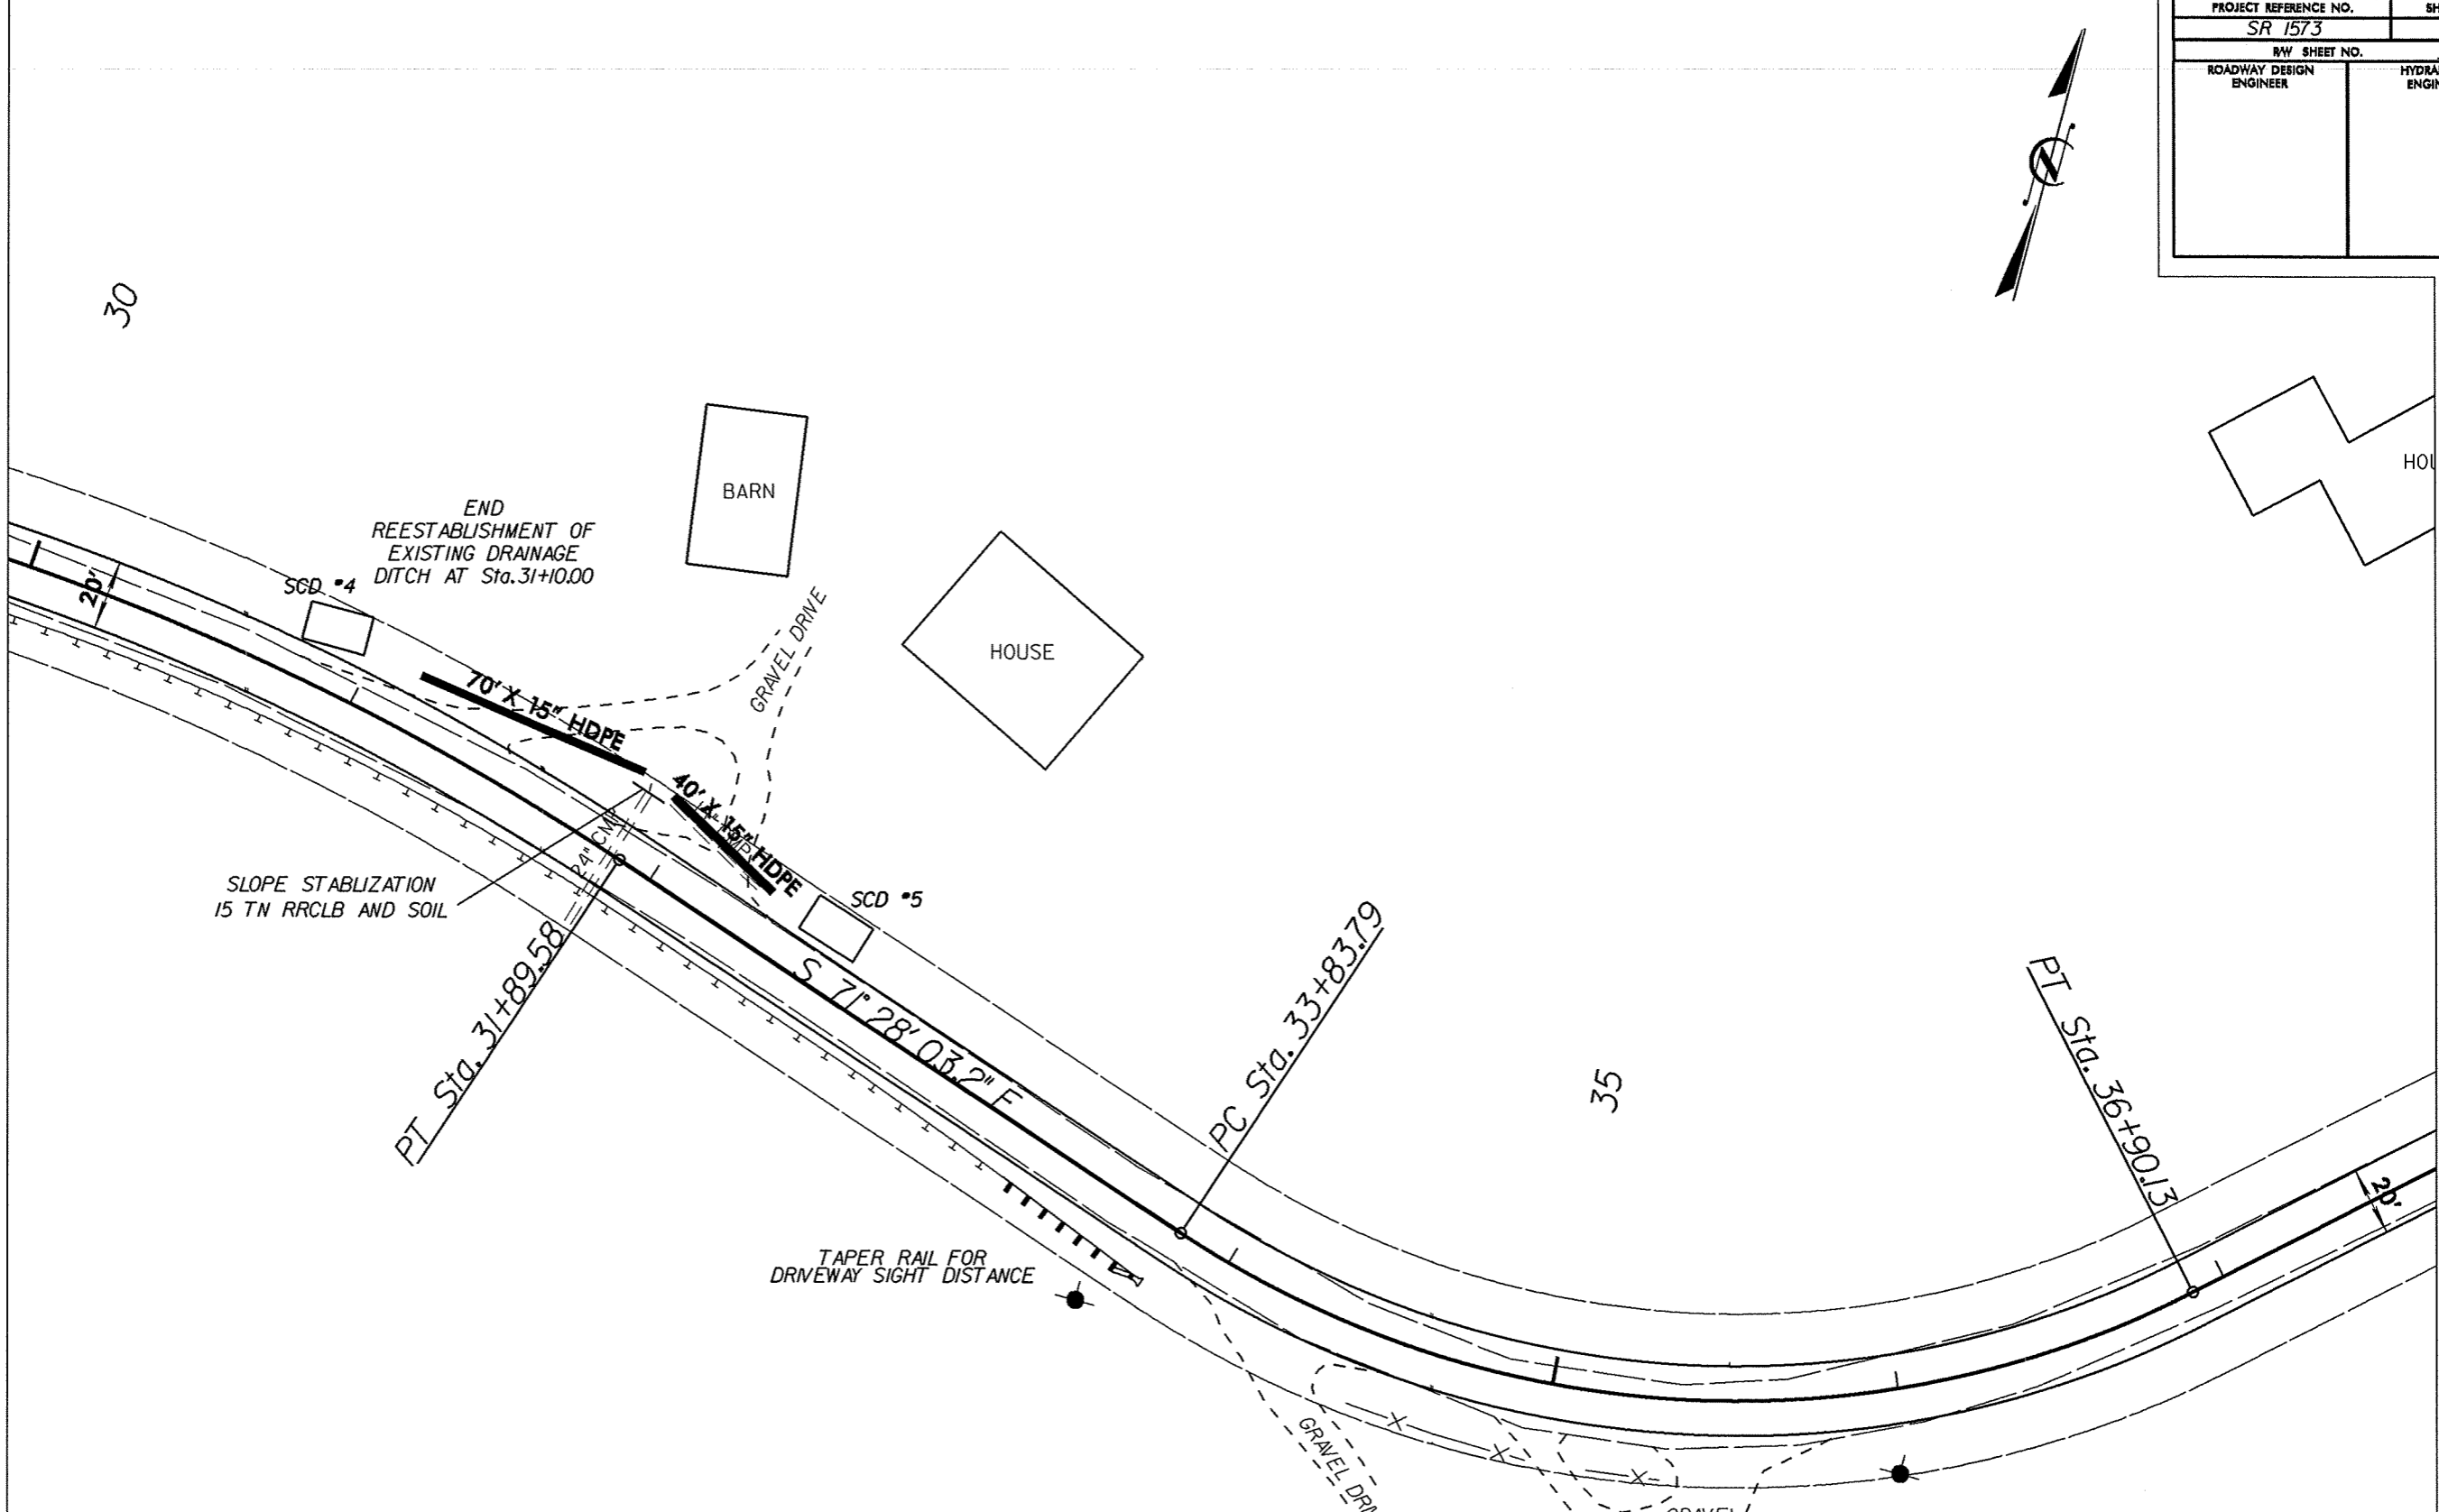 PROJECT REFERENCE NO.
SR 1573
R/W SHEET NO.
ROADWAY DESIGN
ENGINEER
N
30
BARN
END
REESTABLISHMENT OF
EXISTING DRAINAGE
DITCH AT Sta.31+10.00
SCD #4
20'
HOUSE
GRAVEL DRIVE
70' X 15" HDPE
40' X 15" HDPE
24" CMP
SLOPE STABLIZATION
15 TN RRCLB AND SOIL
SCD #5
PT Sta. 31+89.58
S 71° 28' 03.2" E
PC Sta. 33+83.79
35
PT Sta. 36+90.13
20'
TAPER RAIL FOR
DRIVEWAY SIGHT DISTANCE
GRAVEL